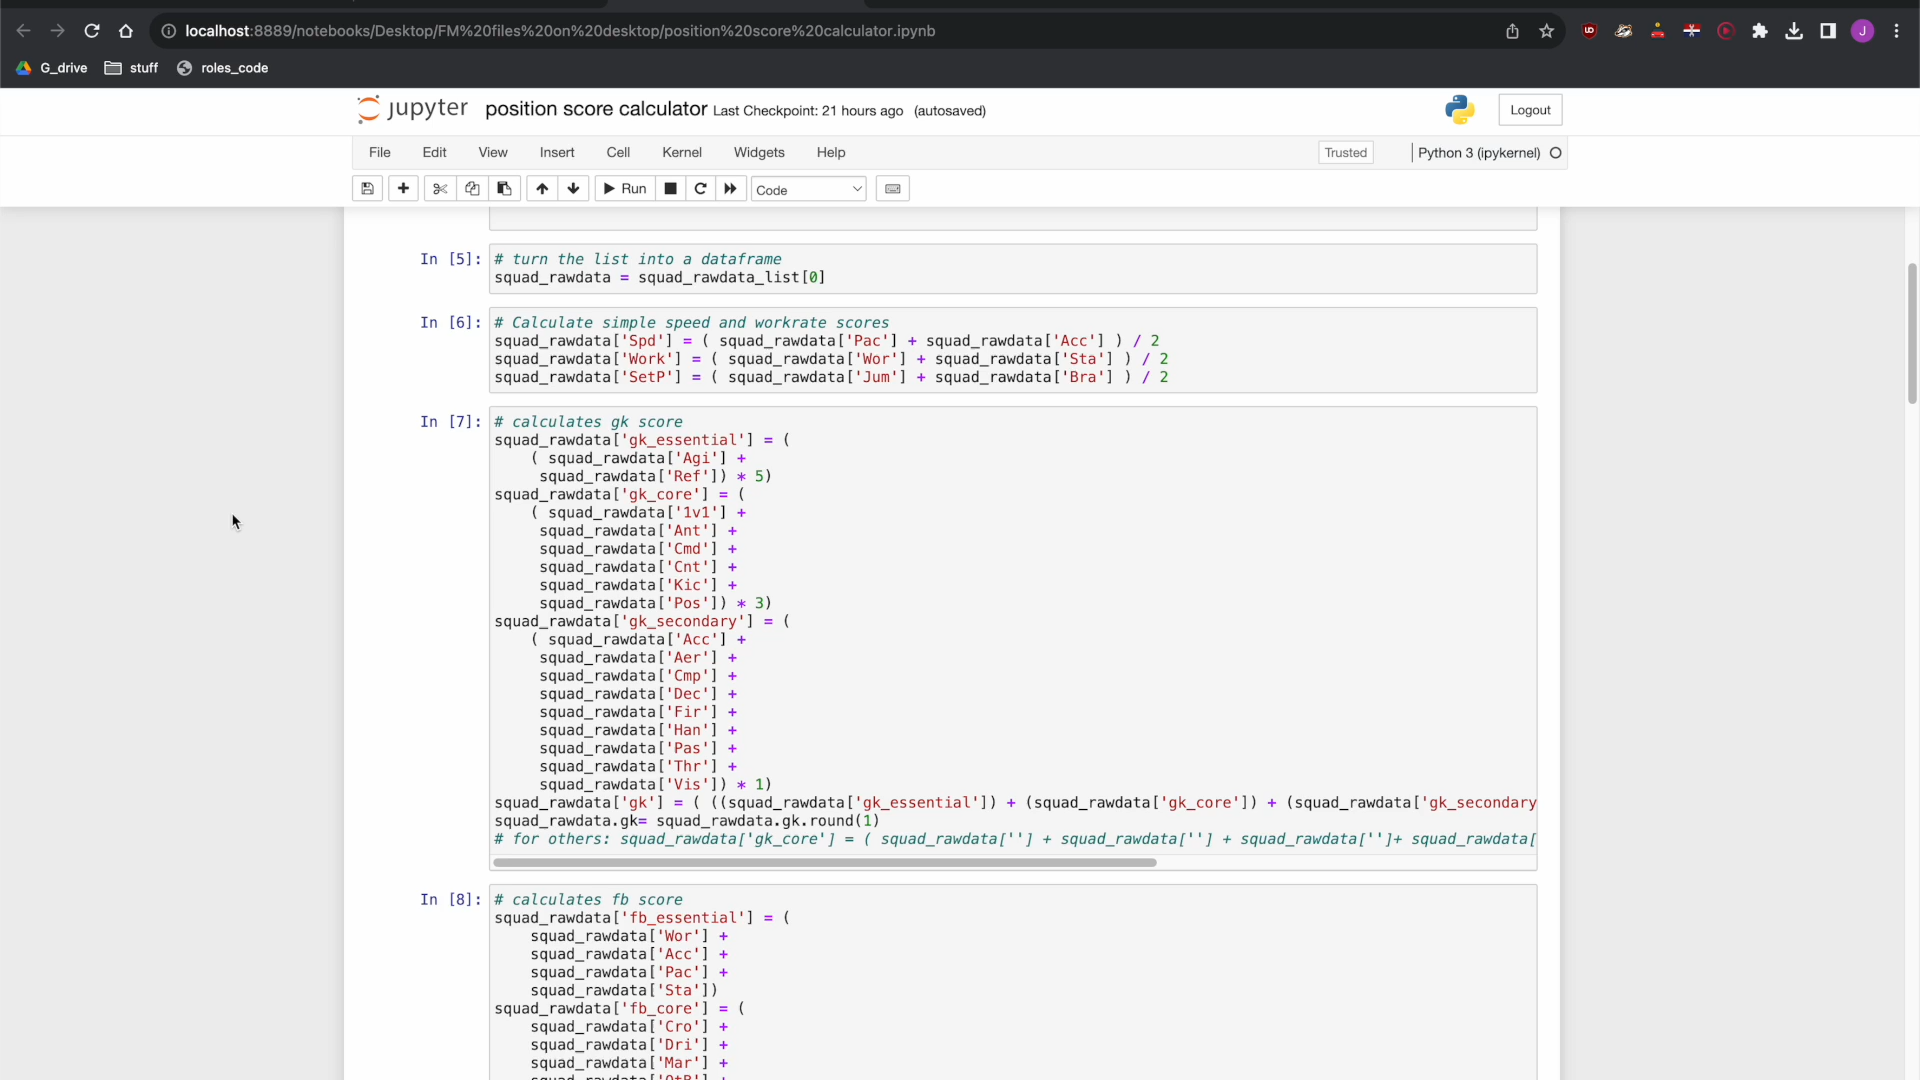 localhost:8889/notebooks/Desktop/FM%20files%20on%20desktop/position%20score%20calculator.ipynb
J
G_drive stuff roles_code
jupyter position score calculator Last Checkpoint: 21 hours ago (autosaved) Logout
File Edit View Insert Cell Kernel Widgets Help Trusted Python 3 (ipykernel)
Run Code
In [5]: # turn the list into a dataframe
squad_rawdata = squad_rawdata_list[0]
In [6]: # Calculate simple speed and workrate scores
squad_rawdata['Spd'] = ( squad_rawdata['Pac'] + squad_rawdata['Acc'] ) / 2
squad_rawdata['Work'] = ( squad_rawdata['Wor'] + squad_rawdata['Sta'] ) / 2
squad_rawdata['SetP'] = ( squad_rawdata['Jum'] + squad_rawdata['Bra'] ) / 2
In [7]: # calculates gk score
squad_rawdata['gk_essential'] = (
( squad_rawdata['Agi'] +
squad_rawdata['Ref']) * 5)
squad_rawdata['gk_core'] = (
( squad_rawdata['1v1'] +
squad_rawdata['Ant'] +
squad_rawdata['Cmd'] +
squad_rawdata['Cnt'] +
squad_rawdata['Kic'] +
squad_rawdata['Pos']) * 3)
squad_rawdata['gk_secondary'] = (
( squad_rawdata['Acc'] +
squad_rawdata['Aer'] +
squad_rawdata['Cmp'] +
squad_rawdata['Dec'] +
squad_rawdata['Fir'] +
squad_rawdata['Han'] +
squad_rawdata['Pas'] +
squad_rawdata['Thr'] +
squad_rawdata['Vis']) * 1)
squad_rawdata['gk'] = ( ((squad_rawdata['gk_essential']) + (squad_rawdata['gk_core']) + (squad_rawdata['gk_secondary
squad_rawdata.gk= squad_rawdata.gk.round(1)
# for others: squad_rawdata['gk_core'] = ( squad_rawdata[''] + squad_rawdata[''] + squad_rawdata['']+ squad_rawdata[
In [8]: # calculates fb score
squad_rawdata['fb_essential'] = (
squad_rawdata['Wor'] +
squad_rawdata['Acc'] +
squad_rawdata['Pac'] +
squad_rawdata['Sta'])
squad_rawdata['fb_core'] = (
squad_rawdata['Cro'] +
squad_rawdata['Dri'] +
squad_rawdata['Mar'] +
squad_rawdata['OtB'] +